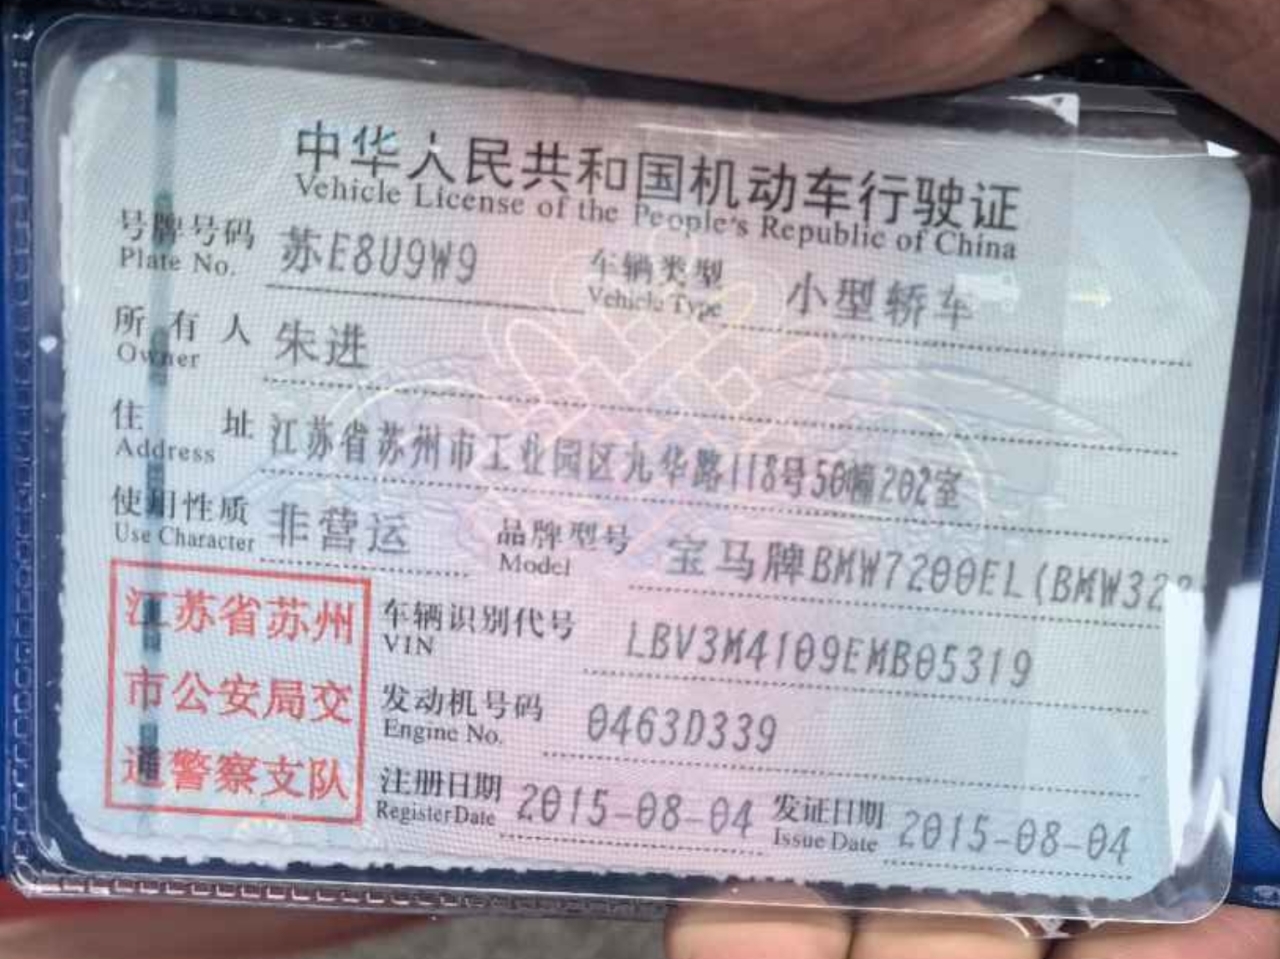 中华人民共和国机动车行驶证
Vehicle License of the People's Republic of China
号牌号码 苏E8U9W9 车辆类型 小型轿车
Plate No. Vehicle Type
所有人 朱进
Owner
住址 江苏省苏州市工业园区九华路118号50幢202室
Address
使用性质 非营运 品牌型号 宝马牌BMW7200EL(BMW328
Use Character Model
江苏省苏州
市公安局交
通警察支队
车辆识别代号 LBV3M4109EMB05319
VIN
发动机号码 0463D339
Engine No.
注册日期 2015-08-04 发证日期 2015-08-04
Register Date Issue Date